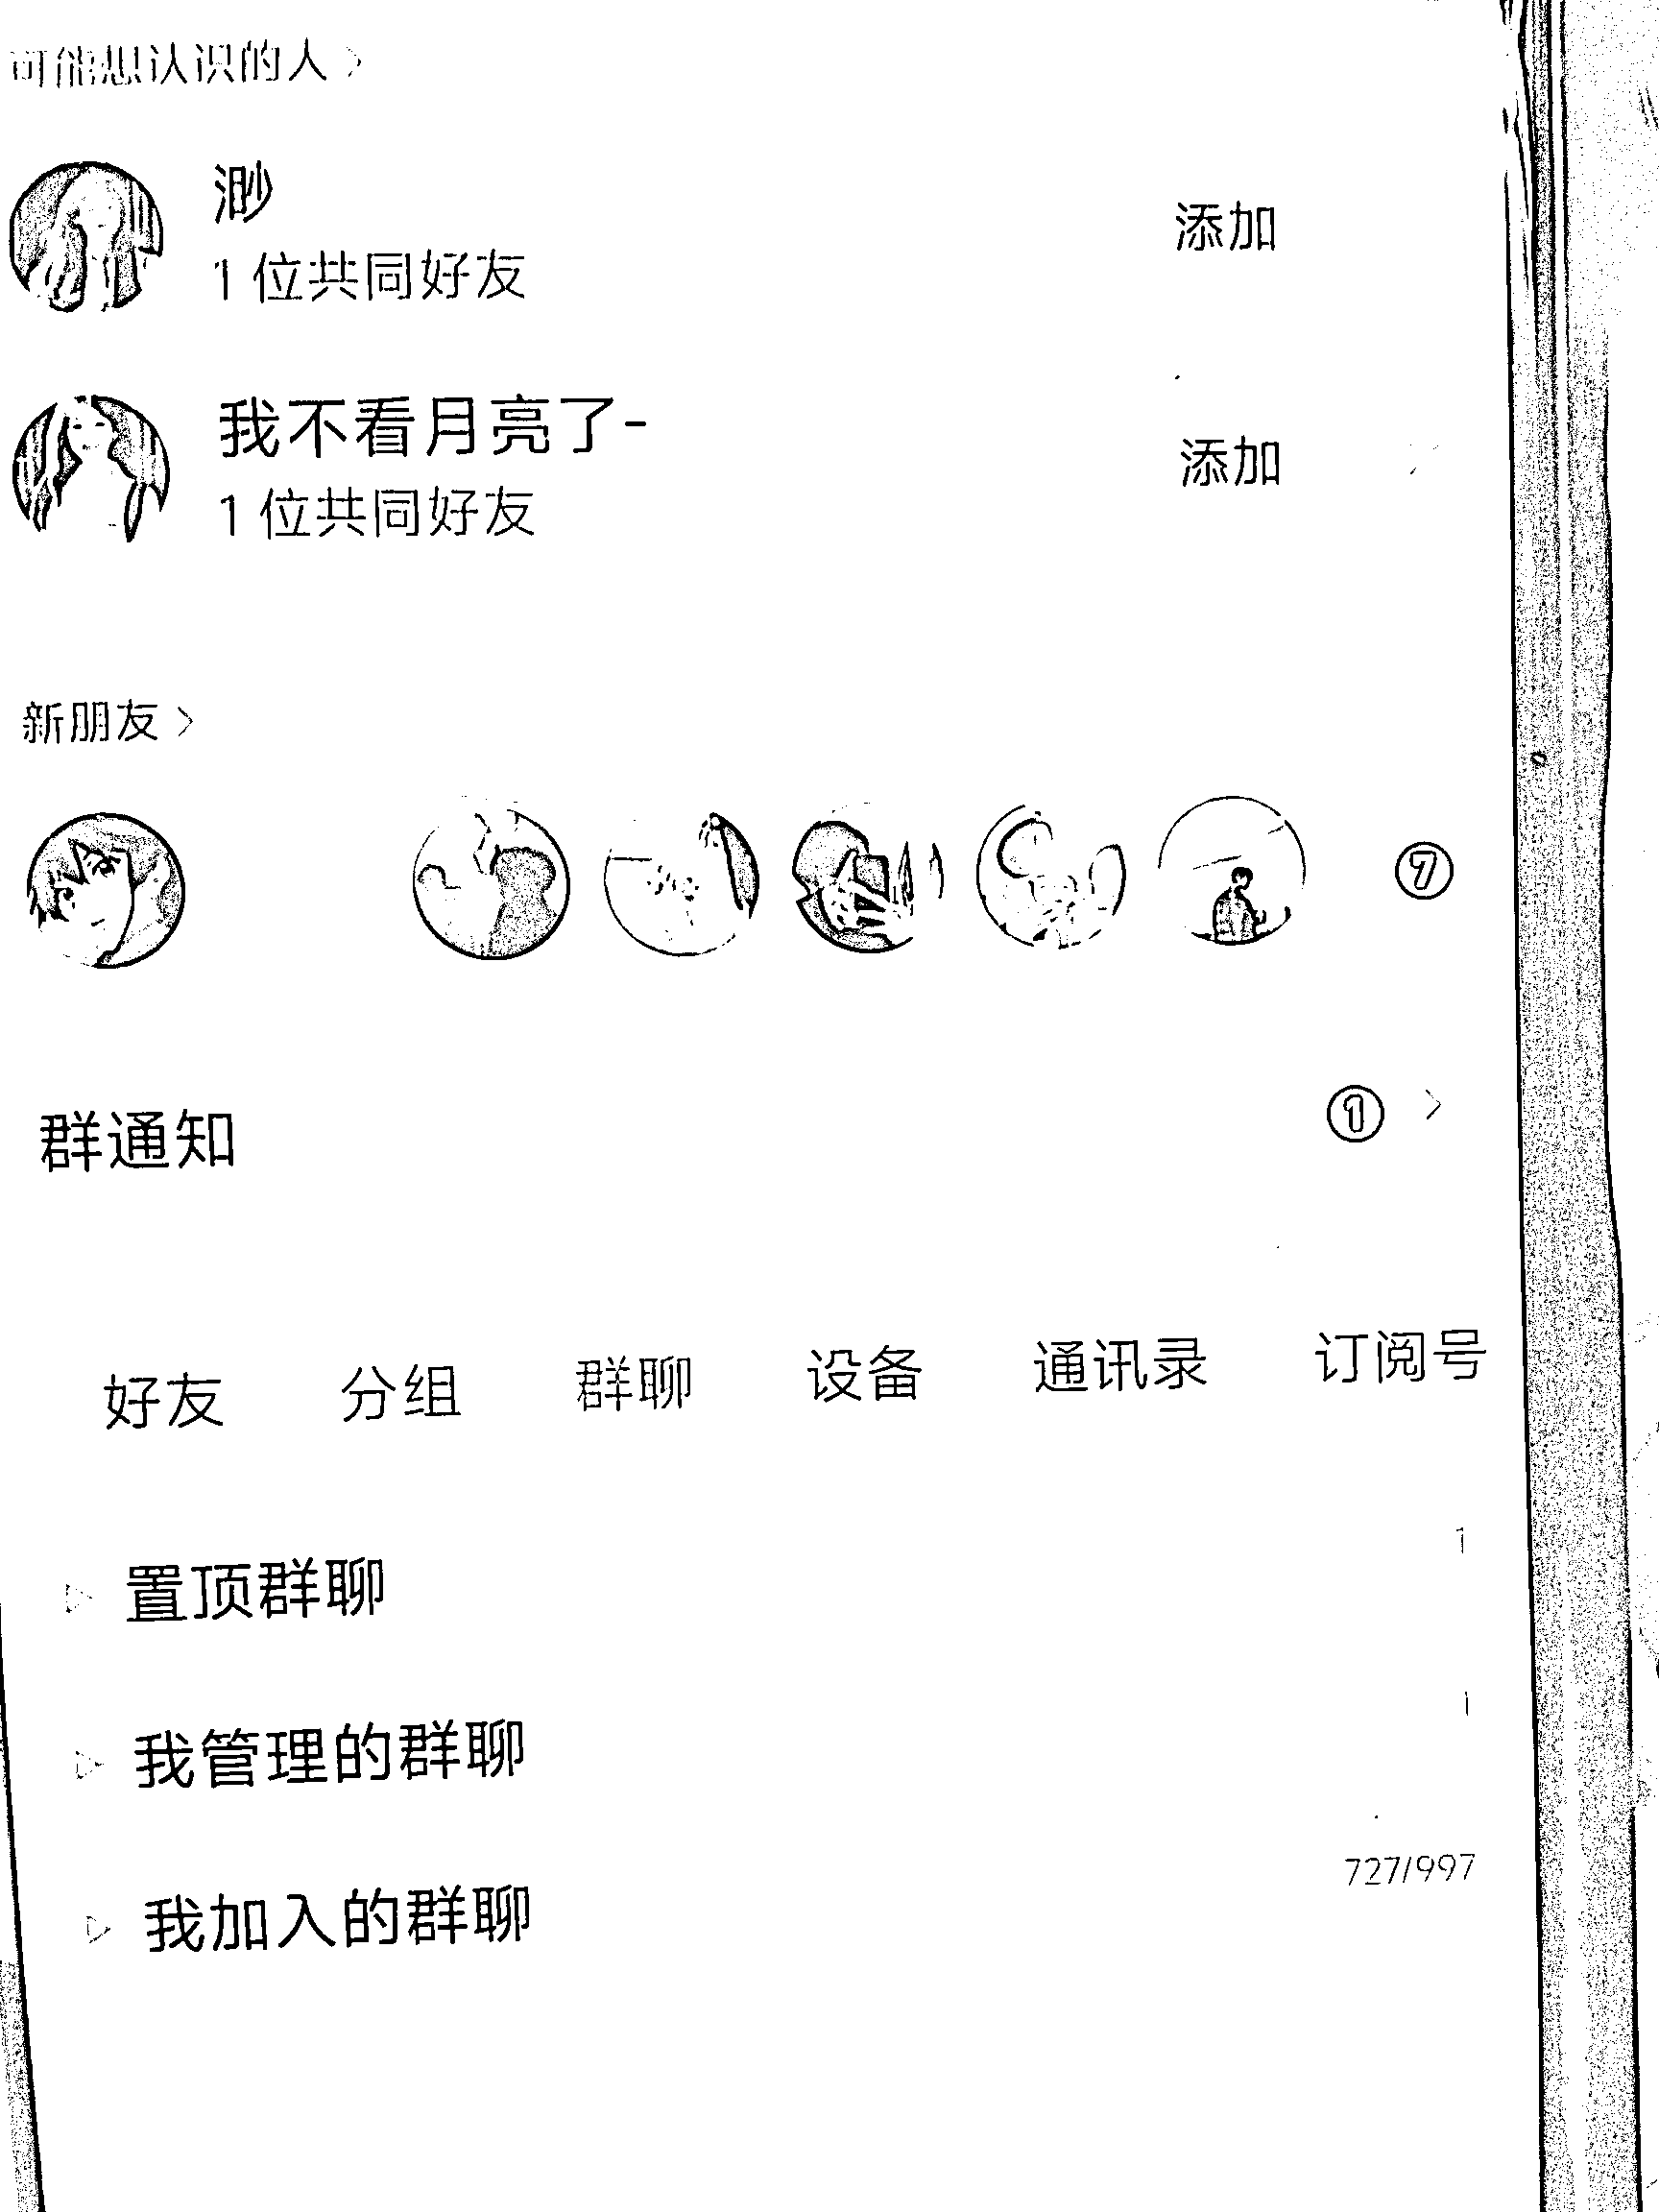 可能想认识的人 >
渺
1 位共同好友
添加
我不看月亮了-
1 位共同好友
添加
新朋友 >
7
群通知
1 >
好友 分组 群聊 设备 通讯录 订阅号
置顶群聊
1
我管理的群聊
1
我加入的群聊
727/997